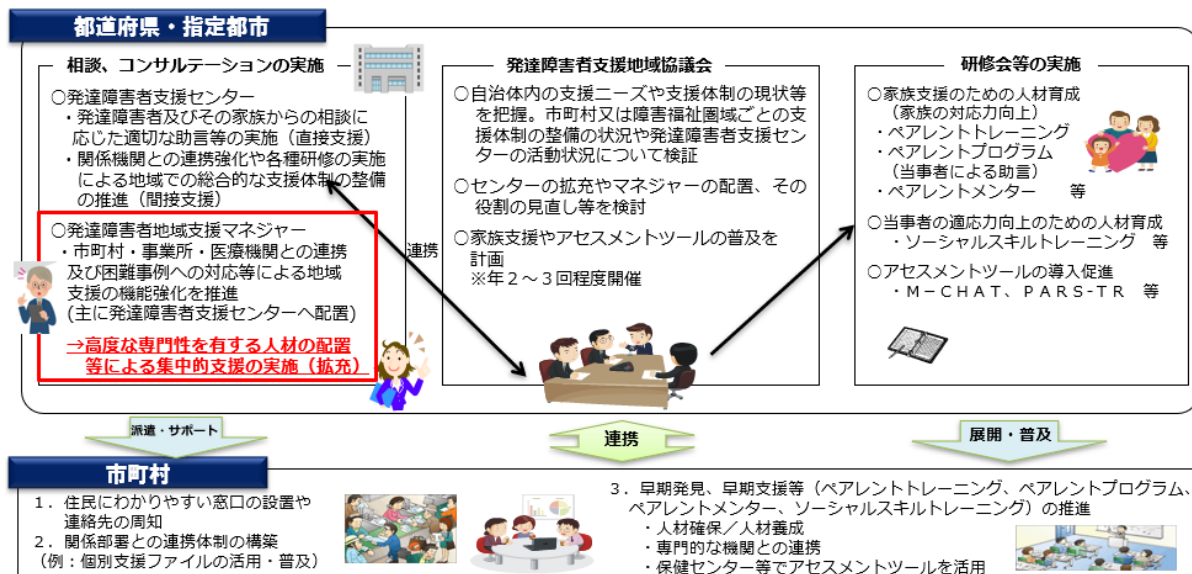 都道府県・指定都市
相談、コンサルテーションの実施
○発達障害者支援センター
・発達障害者及びその家族からの相談に
応じた適切な助言等の実施（直接支援）
・関係機関との連携強化や各種研修の実施
による地域での総合的な支援体制の整備
の推進（間接支援）
○発達障害者地域支援マネジャー
・市町村・事業所・医療機関との連携
及び困難事例への対応等による地域
支援の機能強化を推進
(主に発達障害者支援センターへ配置)
→高度な専門性を有する人材の配置
等による集中的支援の実施（拡充）
連携
発達障害者支援地域協議会
○自治体内の支援ニーズや支援体制の現状等
を把握。市町村又は障害福祉圏域ごとの支
援体制の整備の状況や発達障害者支援セン
ターの活動状況について検証
○センターの拡充やマネジャーの配置、その
役割の見直し等を検討
○家族支援やアセスメントツールの普及を
計画
※年２～３回程度開催
研修会等の実施
○家族支援のための人材育成
（家族の対応力向上）
・ペアレントトレーニング
・ペアレントプログラム
（当事者による助言）
・ペアレントメンター　等
○当事者の適応力向上のための人材育成
・ソーシャルスキルトレーニング　等
○アセスメントツールの導入促進
・Ｍ－ＣＨＡＴ、PARS-TR　等
派遣・サポート
連携
展開・普及
市町村
１．住民にわかりやすい窓口の設置や
連絡先の周知
２．関係部署との連携体制の構築
（例：個別支援ファイルの活用・普及）
３．早期発見、早期支援等（ペアレントトレーニング、ペアレントプログラム、
ペアレントメンター、ソーシャルスキルトレーニング）の推進
・人材確保／人材養成
・専門的な機関との連携
・保健センター等でアセスメントツールを活用